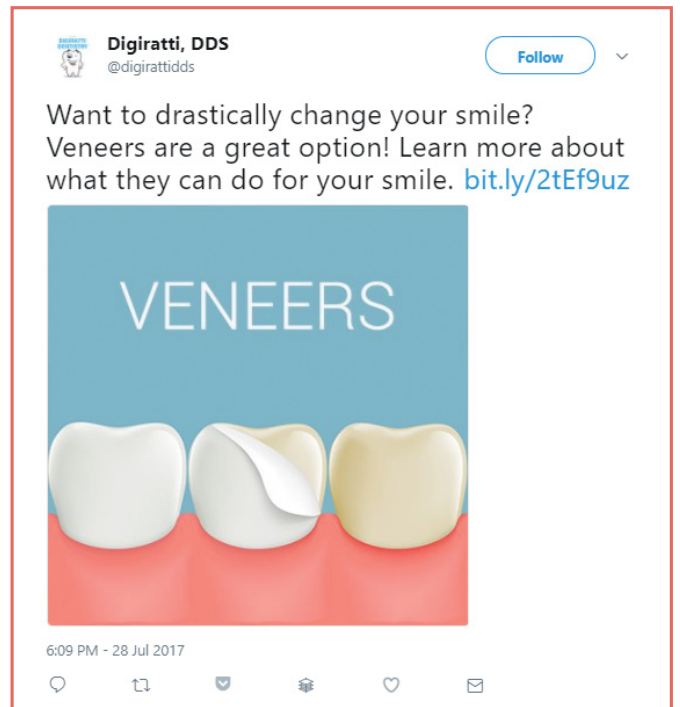 Digiratti, DDS
@digirattidds
Follow
Want to drastically change your smile?
Veneers are a great option! Learn more about
what they can do for your smile. bit.ly/2tEf9uz
VENEERS
6:09 PM - 28 Jul 2017